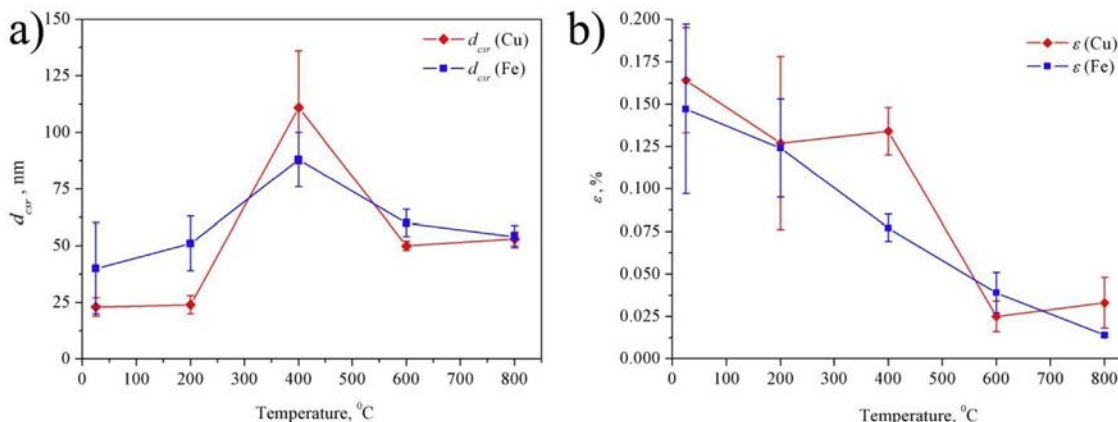 a)
d_csr (Cu)
d_csr (Fe)
150
125
100
75
50
25
0
d_csr , nm
0 100 200 300 400 500 600 700 800
Temperature, ⁰C
b)
ε (Cu)
ε (Fe)
0.200
0.175
0.150
0.125
0.100
0.075
0.050
0.025
0.000
ε, %
0 100 200 300 400 500 600 700 800
Temperature, ⁰C